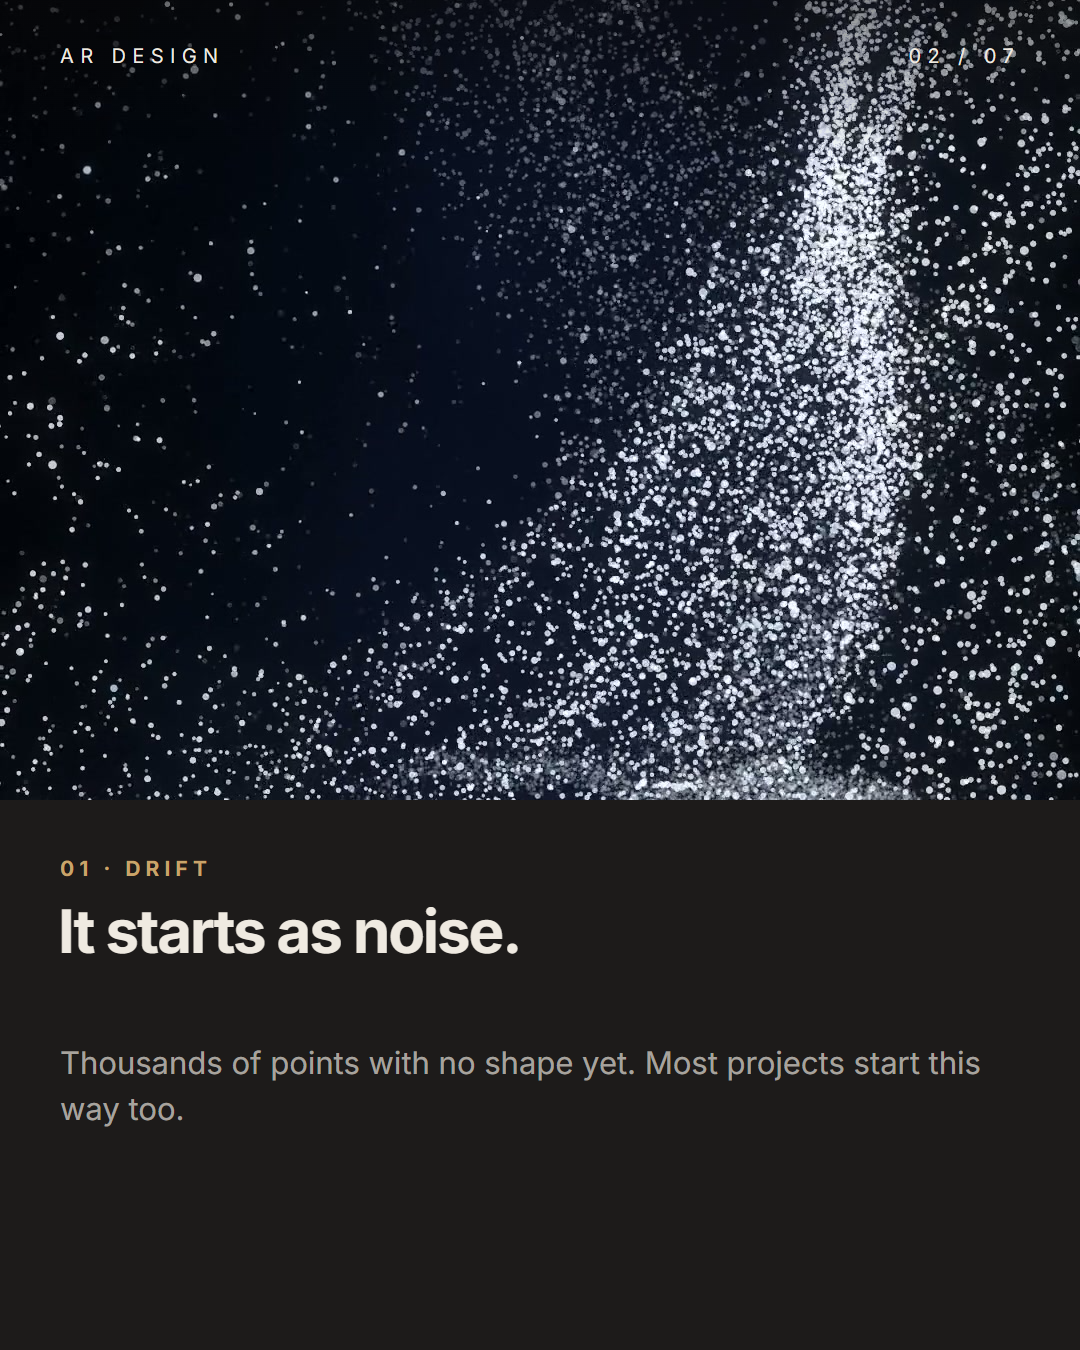 AR DESIGN
02 / 07
01 · DRIFT
It starts as noise.
Thousands of points with no shape yet. Most projects start this
way too.